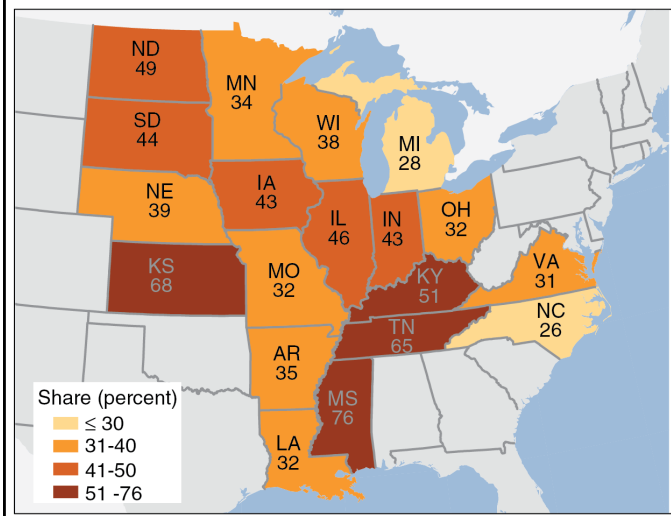 ND
49
MN
34
SD
44
WI
38
MI
28
NE
39
IA
43
IL
46
IN
43
OH
32
KS
68
MO
32
KY
51
VA
31
TN
65
NC
26
AR
35
MS
76
LA
32
Share (percent)
≤ 30
31-40
41-50
51 -76